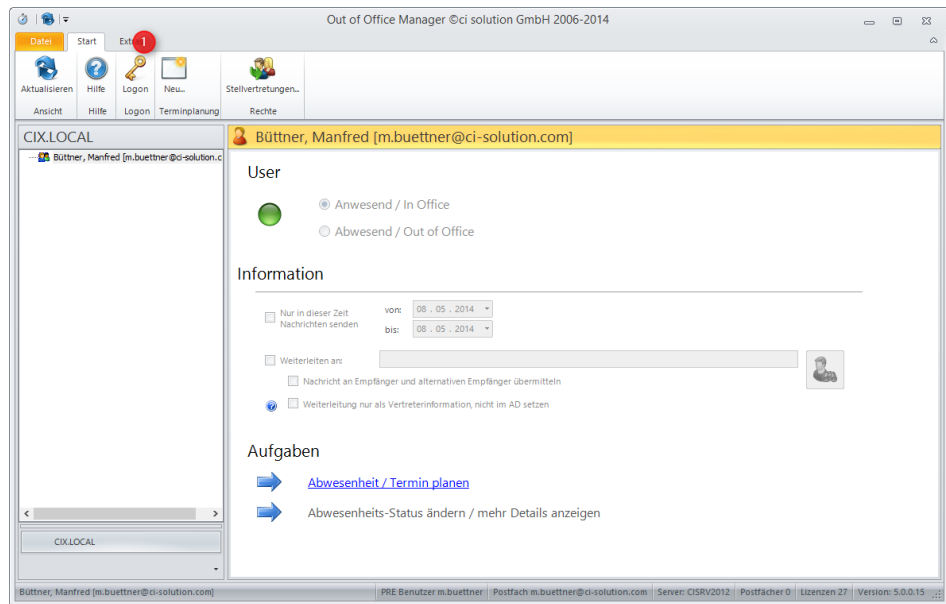 Out of Office Manager ©ci solution GmbH 2006-2014
Datei Start 1
Aktualisieren Hilfe Logon Neu... Stellvertretungen...
Ansicht Hilfe Logon Terminplanung Rechte
CIX.LOCAL
Büttner, Manfred [m.buettner@ci-solution.c
Büttner, Manfred [m.buettner@ci-solution.com]
User
Anwesend / In Office
Abwesend / Out of Office
Information
Nur in dieser Zeit
Nachrichten senden
von: 08 . 05 . 2014
bis: 08 . 05 . 2014
Weiterleiten an:
Nachricht an Empfänger und alternativen Empfänger übermitteln
Weiterleitung nur als Vertreterinformation, nicht im AD setzen
Aufgaben
Abwesenheit / Termin planen
Abwesenheits-Status ändern / mehr Details anzeigen
CIX.LOCAL
Büttner, Manfred [m.buettner@ci-solution.com] PRE Benutzer m.buettner Postfach m.buettner@ci-solution.com Server: CISRV2012 Postfächer 0 Lizenzen 27 Version: 5.0.0.15